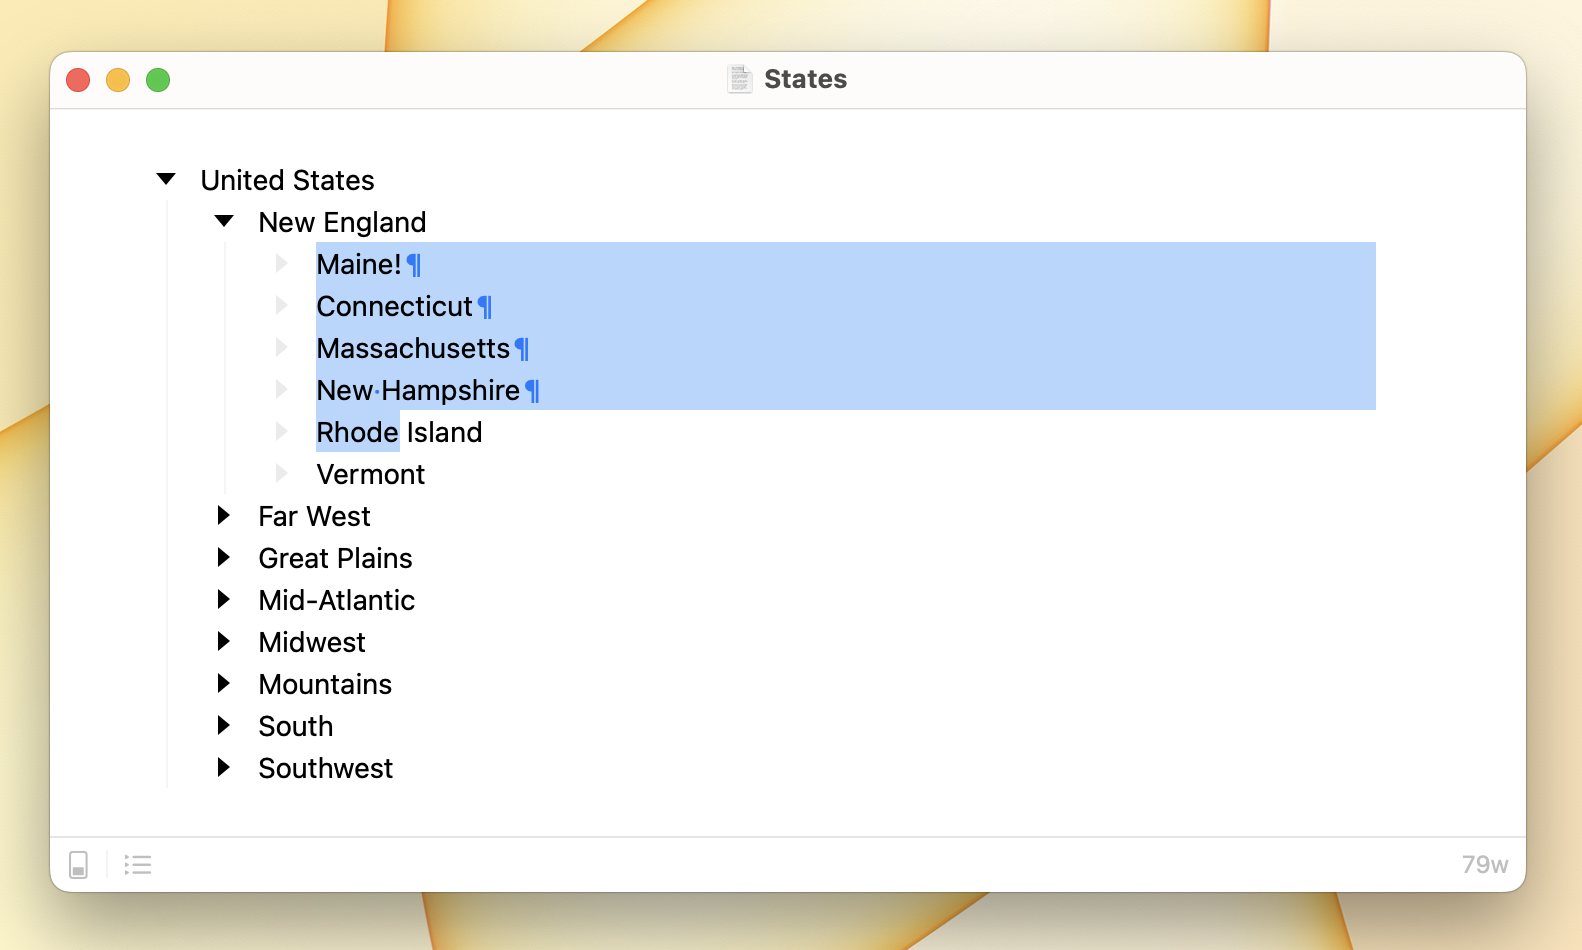 States
United States
New England
Maine!¶
Connecticut¶
Massachusetts¶
New·Hampshire¶
Rhode Island
Vermont
Far West
Great Plains
Mid-Atlantic
Midwest
Mountains
South
Southwest
79w